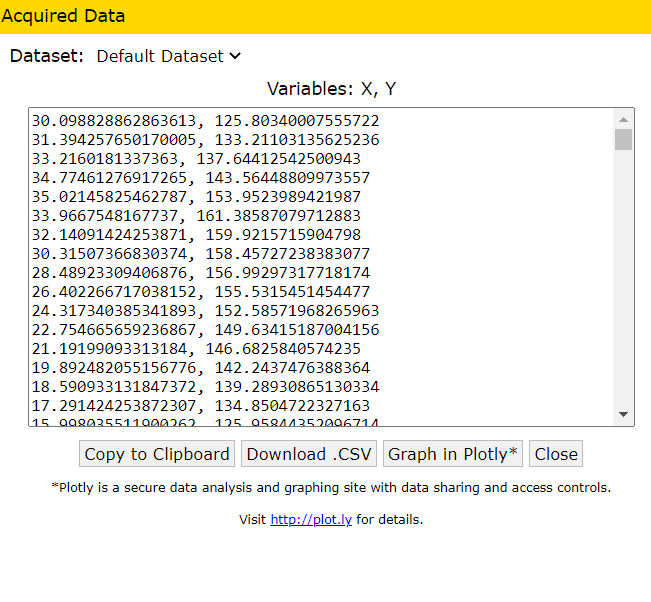 Acquired Data
Dataset: Default Dataset
Variables: X, Y
30.098828862863613, 125.80340007555722
31.394257650170005, 133.21103135625236
33.2160181337363, 137.64412542500943
34.77461276917265, 143.56448809973557
35.02145825462787, 153.9523989421987
33.9667548167737, 161.38587079712883
32.14091424253871, 159.9215715904798
30.31507366830374, 158.45727238383077
28.48923309406876, 156.99297317718174
26.402266717038152, 155.5315451454477
24.317340385341893, 152.58571968265963
22.754665659236867, 149.63415187004156
21.19199093313184, 146.6825840574235
19.892482055156776, 142.2437476388364
18.590933131847372, 139.28930865130334
17.291424253872307, 134.8504722327163
15.998035511900262, 125.95844352096714
Copy to Clipboard Download .CSV Graph in Plotly* Close
*Plotly is a secure data analysis and graphing site with data sharing and access controls.
Visit http://plot.ly for details.